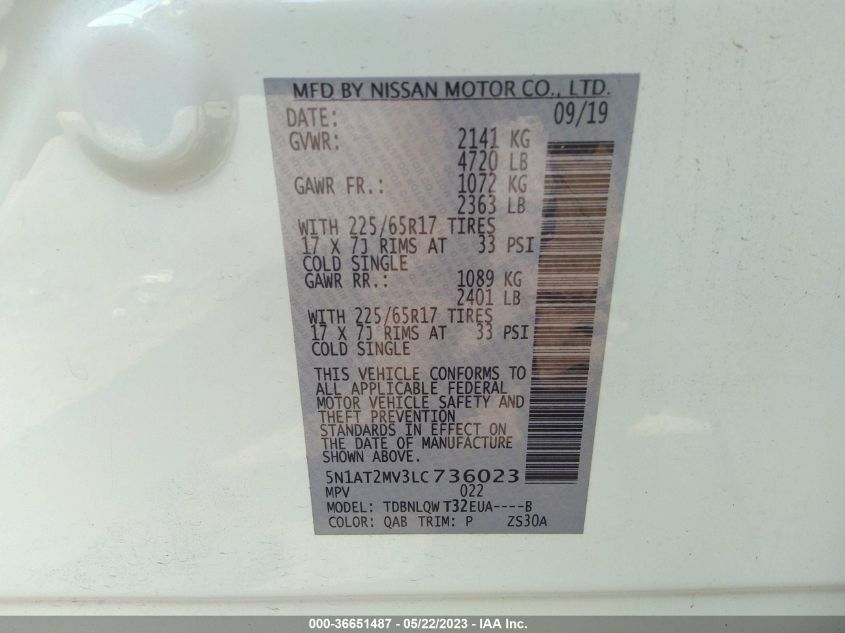 MFD BY NISSAN MOTOR CO., LTD.
DATE: 09/19
GVWR: 2141 KG
4720 LB
GAWR FR.: 1072 KG
2363 LB
WITH 225/65R17 TIRES
17 X 7J RIMS AT 33 PSI
COLD SINGLE
GAWR RR.: 1089 KG
2401 LB
WITH 225/65R17 TIRES
17 X 7J RIMS AT 33 PSI
COLD SINGLE
THIS VEHICLE CONFORMS TO
ALL APPLICABLE FEDERAL
MOTOR VEHICLE SAFETY AND
THEFT PREVENTION
STANDARDS IN EFFECT ON
THE DATE OF MANUFACTURE
SHOWN ABOVE.
5N1AT2MV3LC736023
MPV 022
MODEL: TDBNLQW T32EUA----B
COLOR: QAB TRIM: P ZS30A
000-36651487 - 05/22/2023 - IAA Inc.